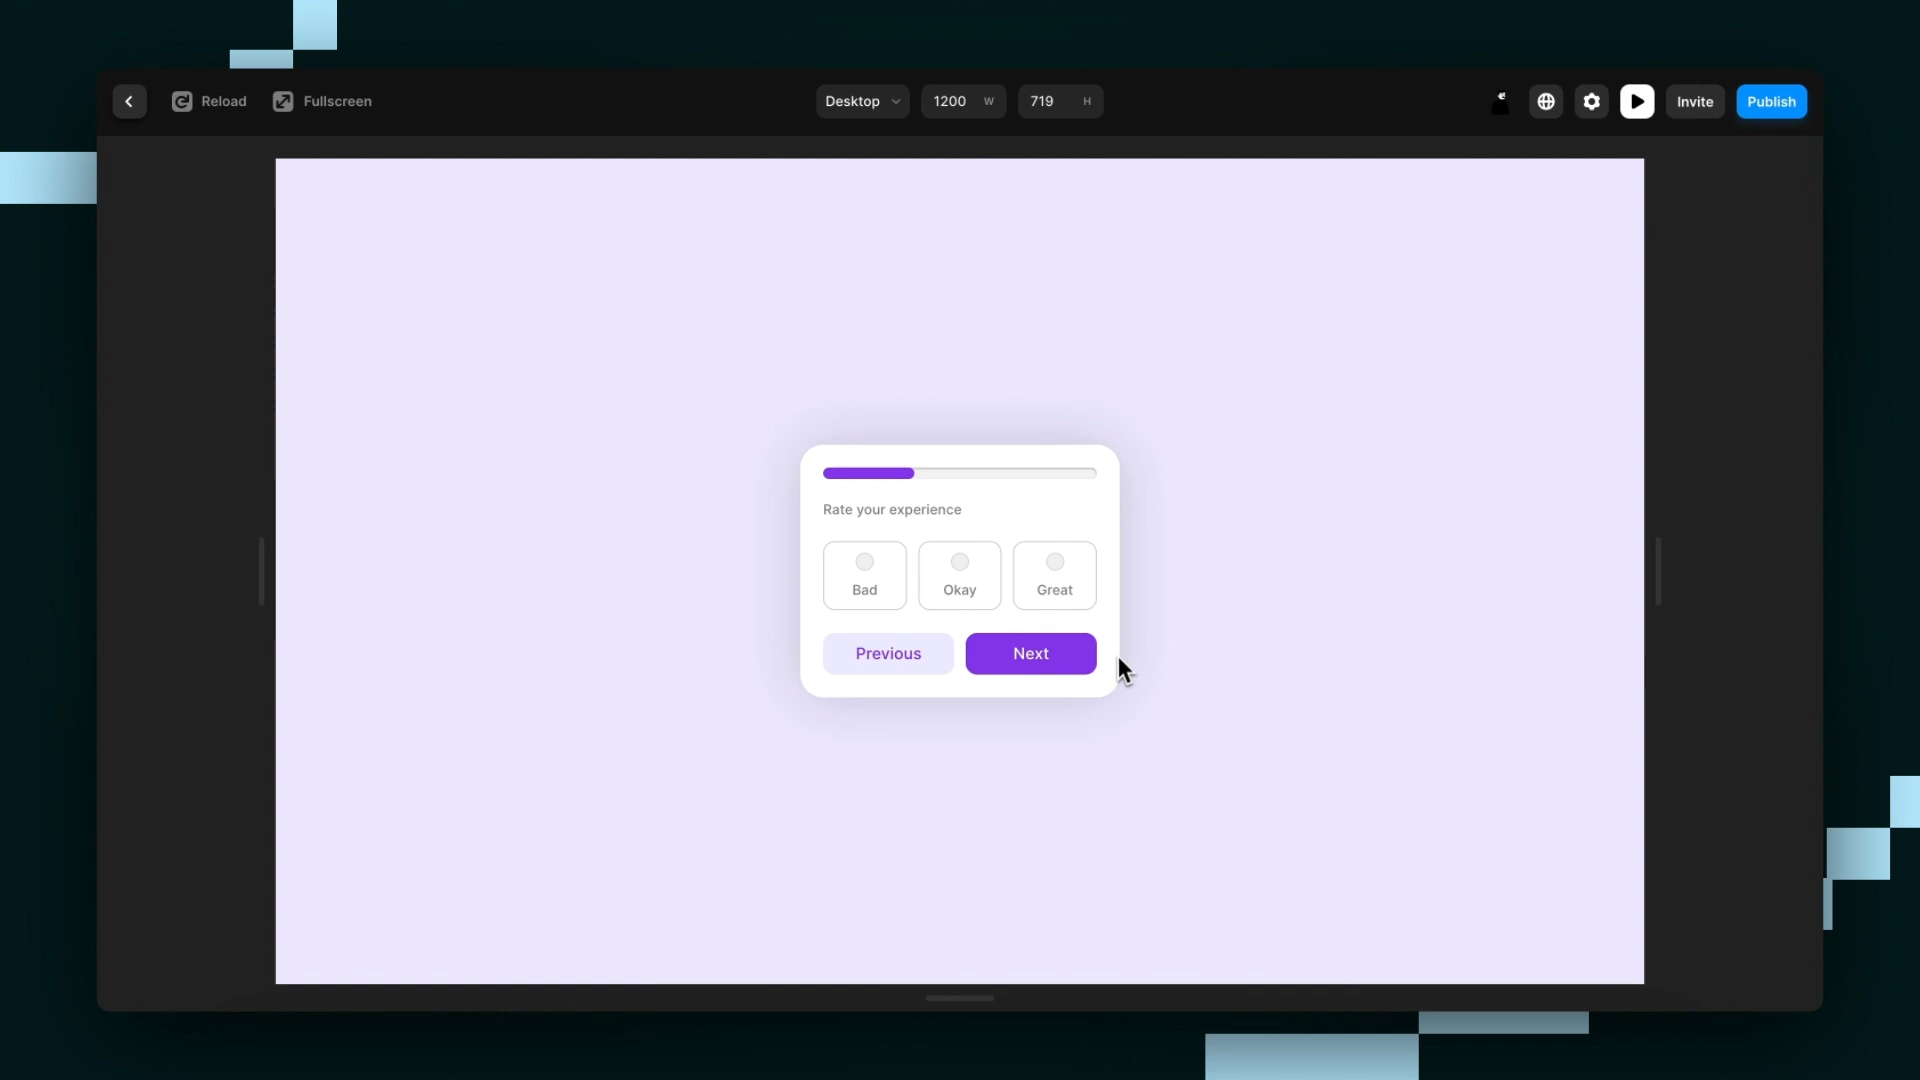 Reload Fullscreen Desktop 1200 W 719 H Invite Publish
Rate your experience
Bad Okay Great
Previous Next